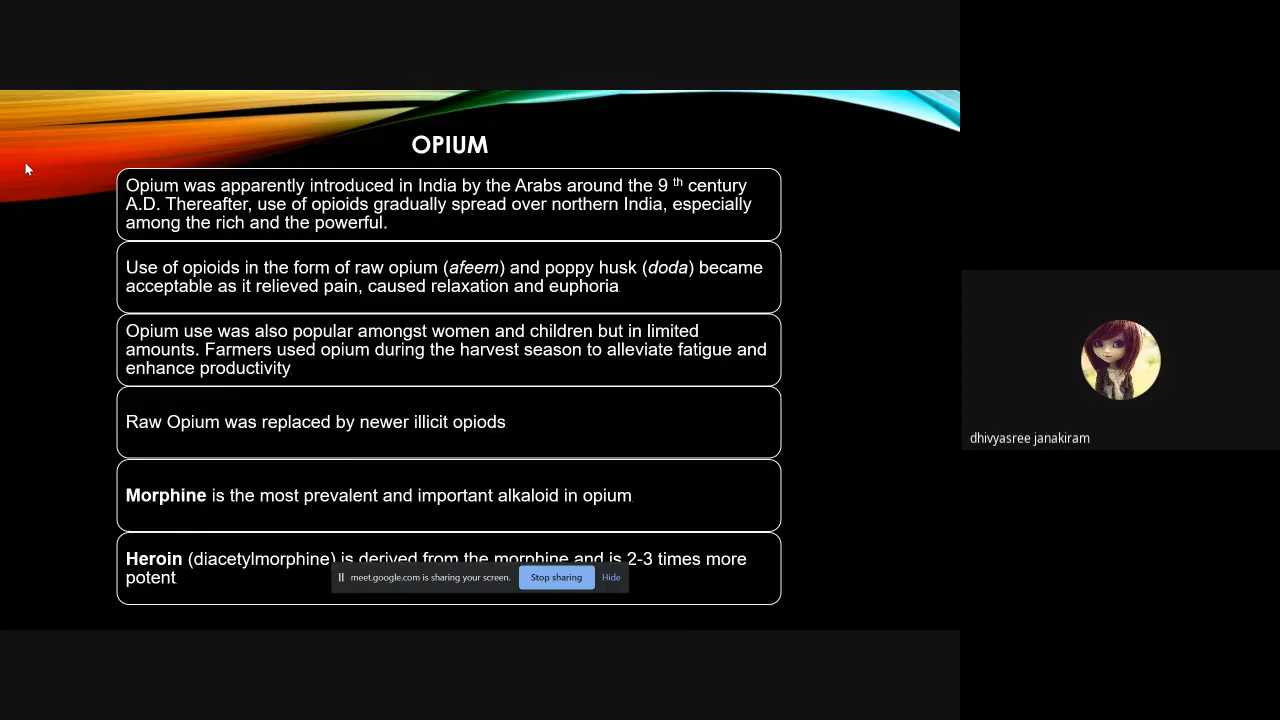 OPIUM
Opium was apparently introduced in India by the Arabs around the 9 th century
A.D. Thereafter, use of opioids gradually spread over northern India, especially
among the rich and the powerful.
Use of opioids in the form of raw opium (afeem) and poppy husk (doda) became
acceptable as it relieved pain, caused relaxation and euphoria
Opium use was also popular amongst women and children but in limited
amounts. Farmers used opium during the harvest season to alleviate fatigue and
enhance productivity
Raw Opium was replaced by newer illicit opiods
Morphine is the most prevalent and important alkaloid in opium
Heroin (diacetylmorphine) is derived from the morphine and is 2-3 times more
potent
meet.google.com is sharing your screen. Stop sharing Hide
dhivyasree janakiram